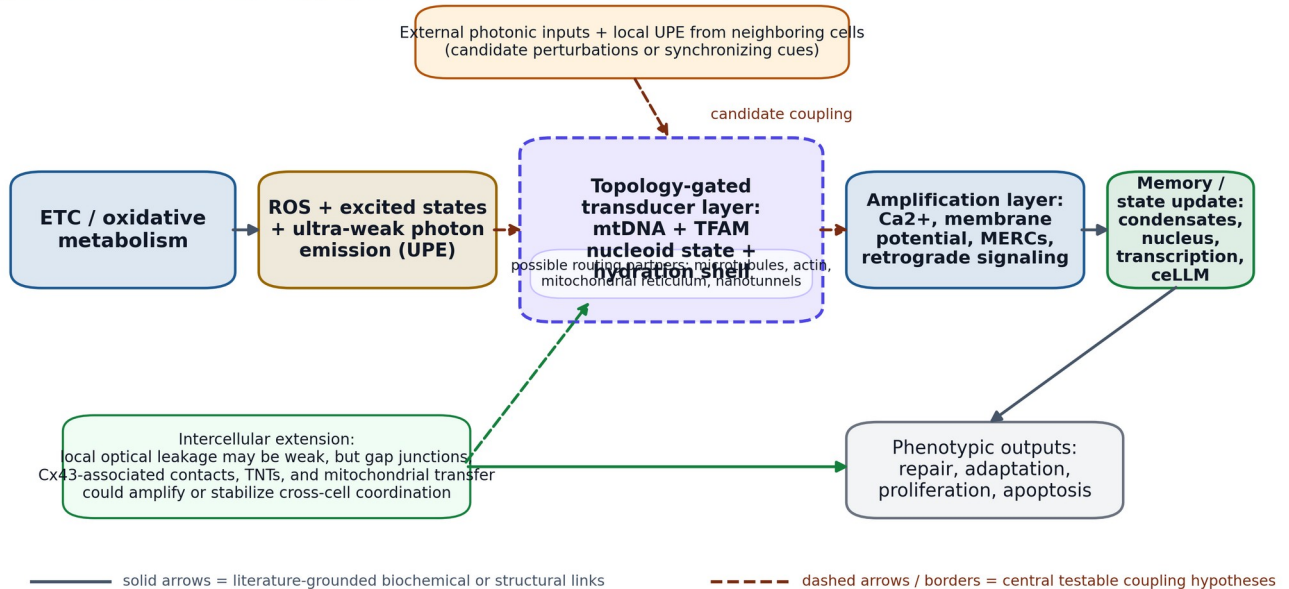 External photonic inputs + local UPE from neighboring cells
(candidate perturbations or synchronizing cues)
candidate coupling
ETC / oxidative
metabolism
ROS + excited states
+ ultra-weak photon
emission (UPE)
Topology-gated
transducer layer:
mtDNA + TFAM
nucleoid state +
hydration shell
possible routing partners: microtubules, actin,
mitochondrial reticulum, nanotunnels
Amplification layer:
Ca2+, membrane
potential, MERCs,
retrograde signaling
Memory /
state update:
condensates,
nucleus,
transcription,
ceLLM
Intercellular extension:
local optical leakage may be weak, but gap junctions,
Cx43-associated contacts, TNTs, and mitochondrial transfer
could amplify or stabilize cross-cell coordination
Phenotypic outputs:
repair, adaptation,
proliferation, apoptosis
solid arrows = literature-grounded biochemical or structural links
dashed arrows / borders = central testable coupling hypotheses